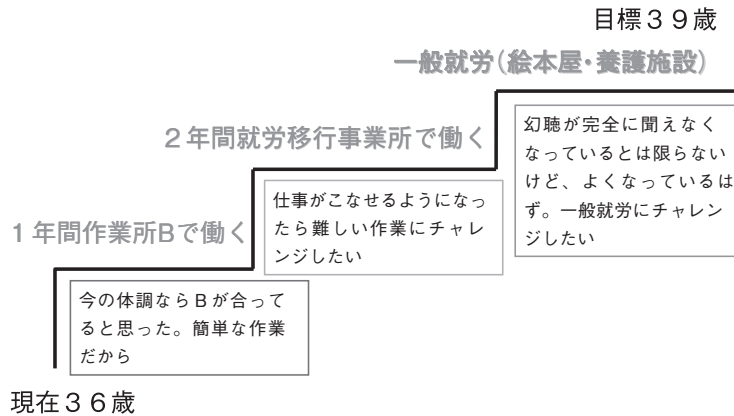 目標３９歳
一般就労（絵本屋・養護施設）
幻聴が完全に聞えなく
なっているとは限らない
けど、よくなっているは
ず。一般就労にチャレン
ジしたい
２年間就労移行事業所で働く
仕事がこなせるようになっ
たら難しい作業にチャレ
ンジしたい
１年間作業所Bで働く
今の体調ならＢが合って
ると思った。簡単な作業
だから
現在３６歳